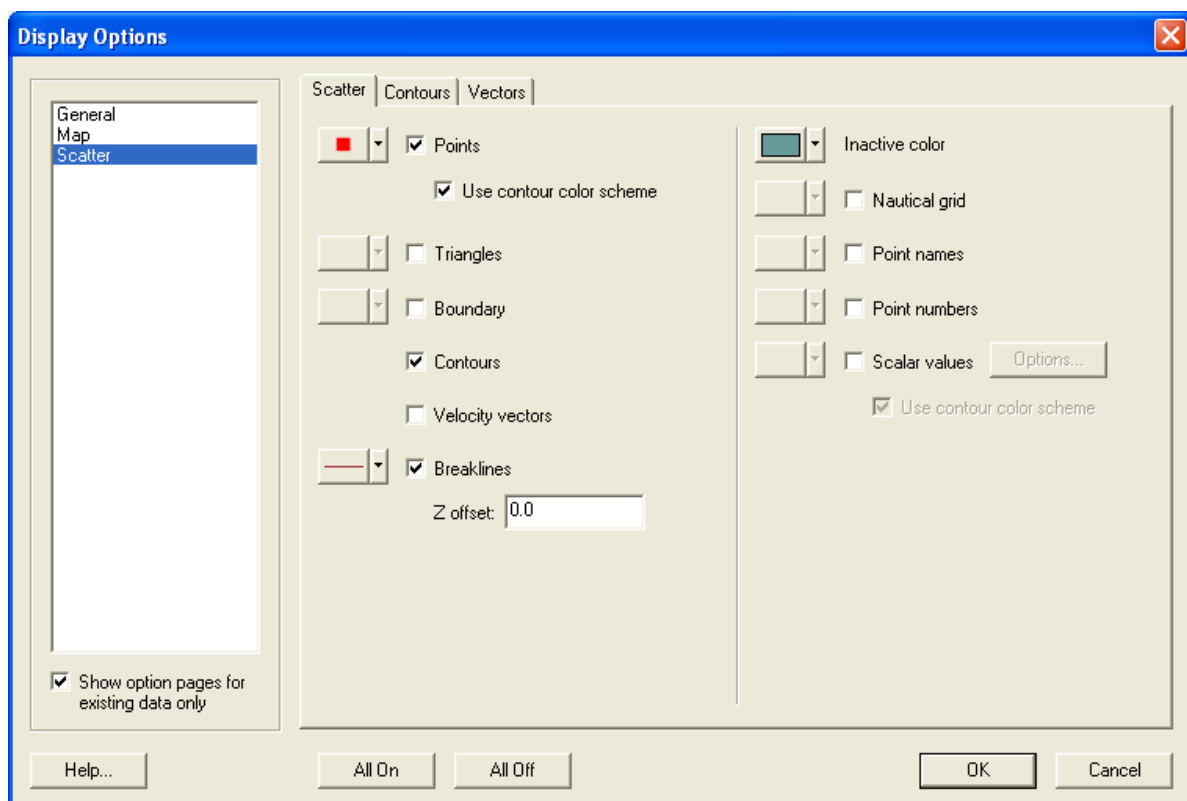 Display Options
General
Map
Scatter
Show option pages for
existing data only
Scatter
Contours
Vectors
Points
Use contour color scheme
Triangles
Boundary
Contours
Velocity vectors
Breaklines
Z offset:
0.0
Inactive color
Nautical grid
Point names
Point numbers
Scalar values
Options...
Use contour color scheme
Help...
All On
All Off
OK
Cancel